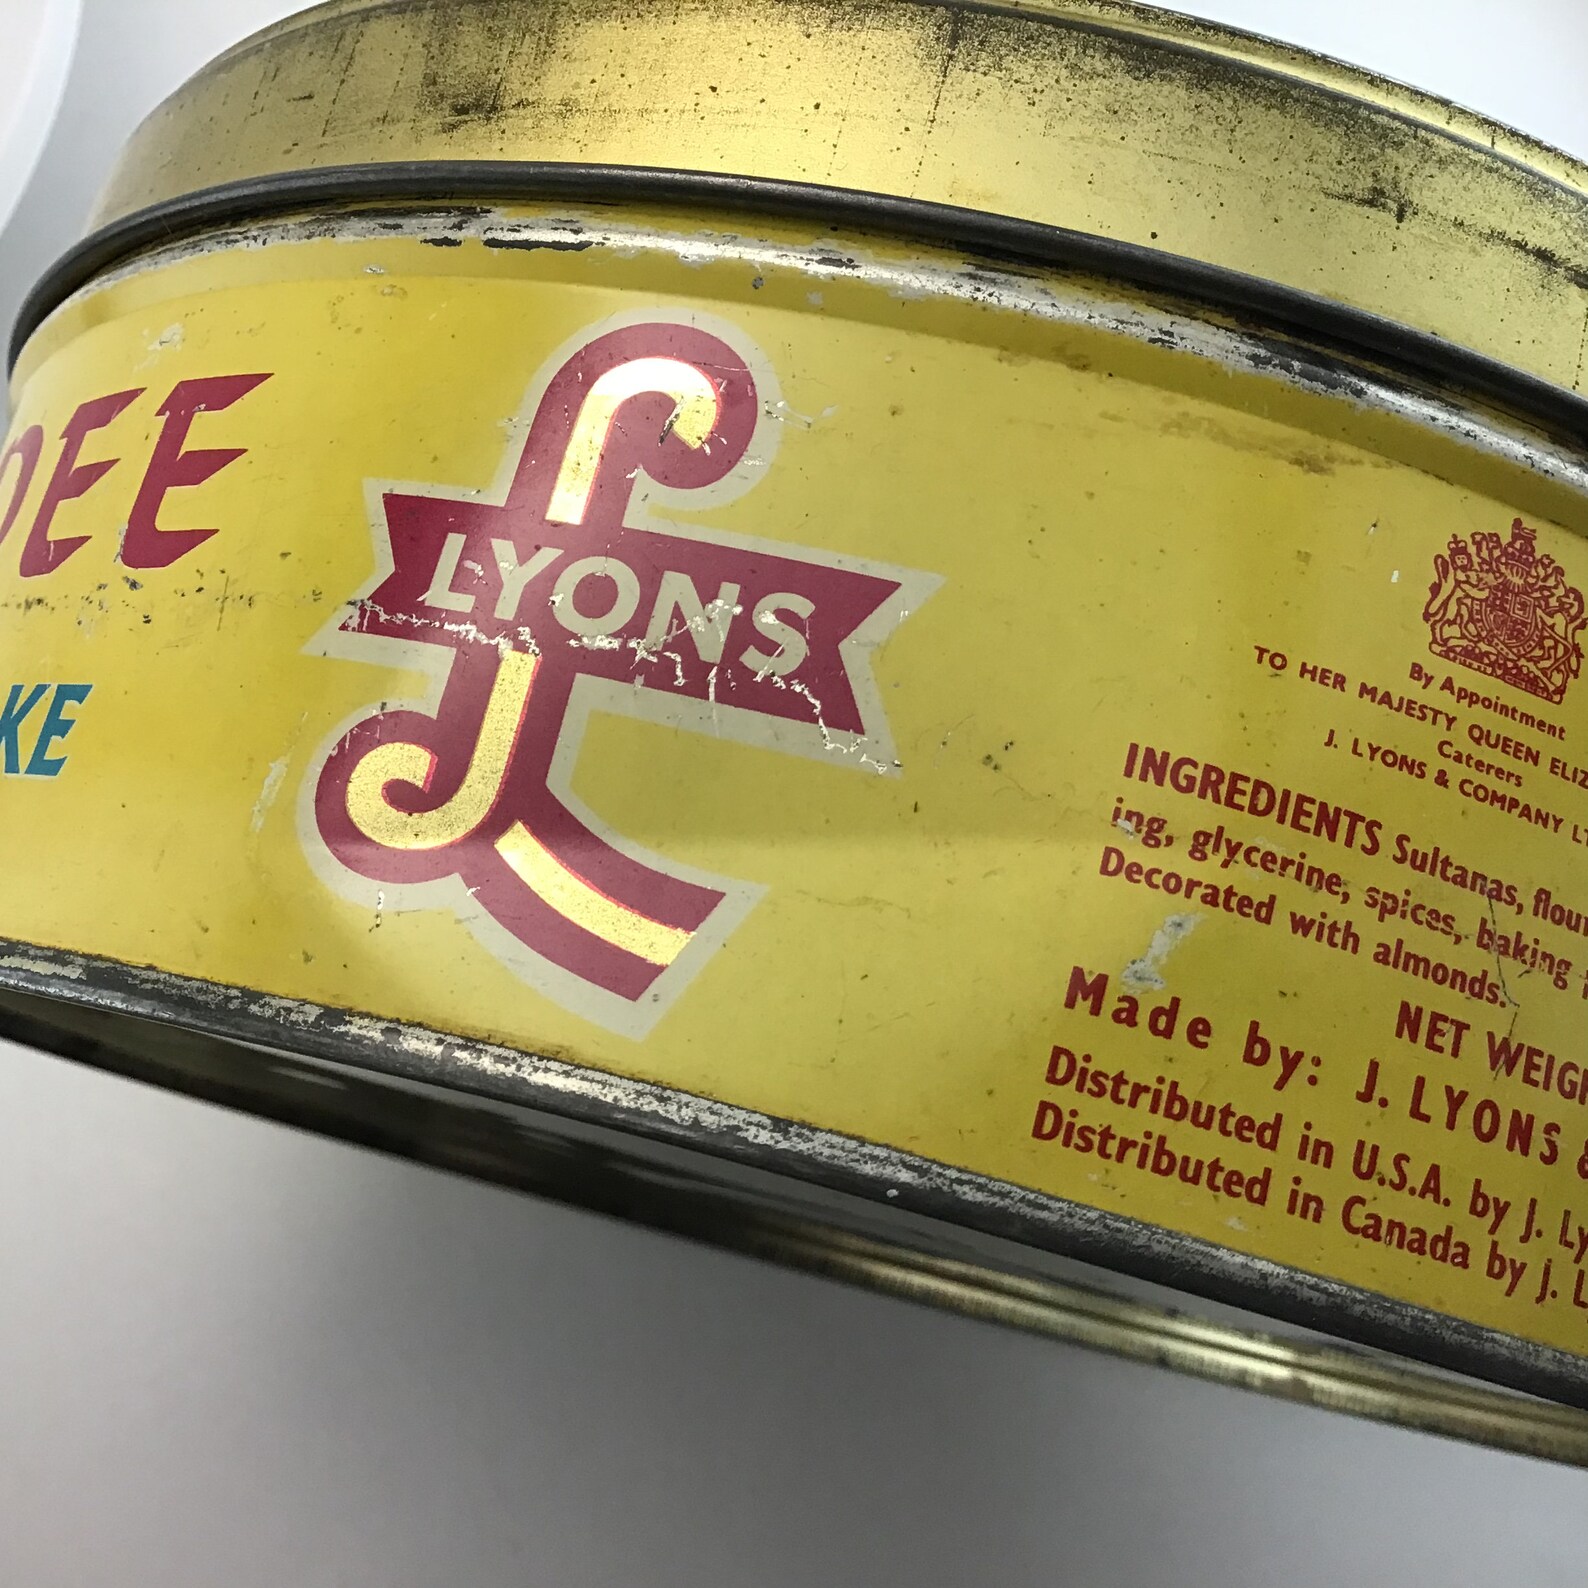 DEE
KE
LYONS
By Appointment
TO HER MAJESTY QUEEN ELIZ
Caterers
J. LYONS & COMPANY LT
INGREDIENTS Sultanas, flour
ing, glycerine, spices, baking
Decorated with almonds.
NET WEIGH
Made by: J. LYONS &
Distributed in U.S.A. by J. Ly
Distributed in Canada by J. L